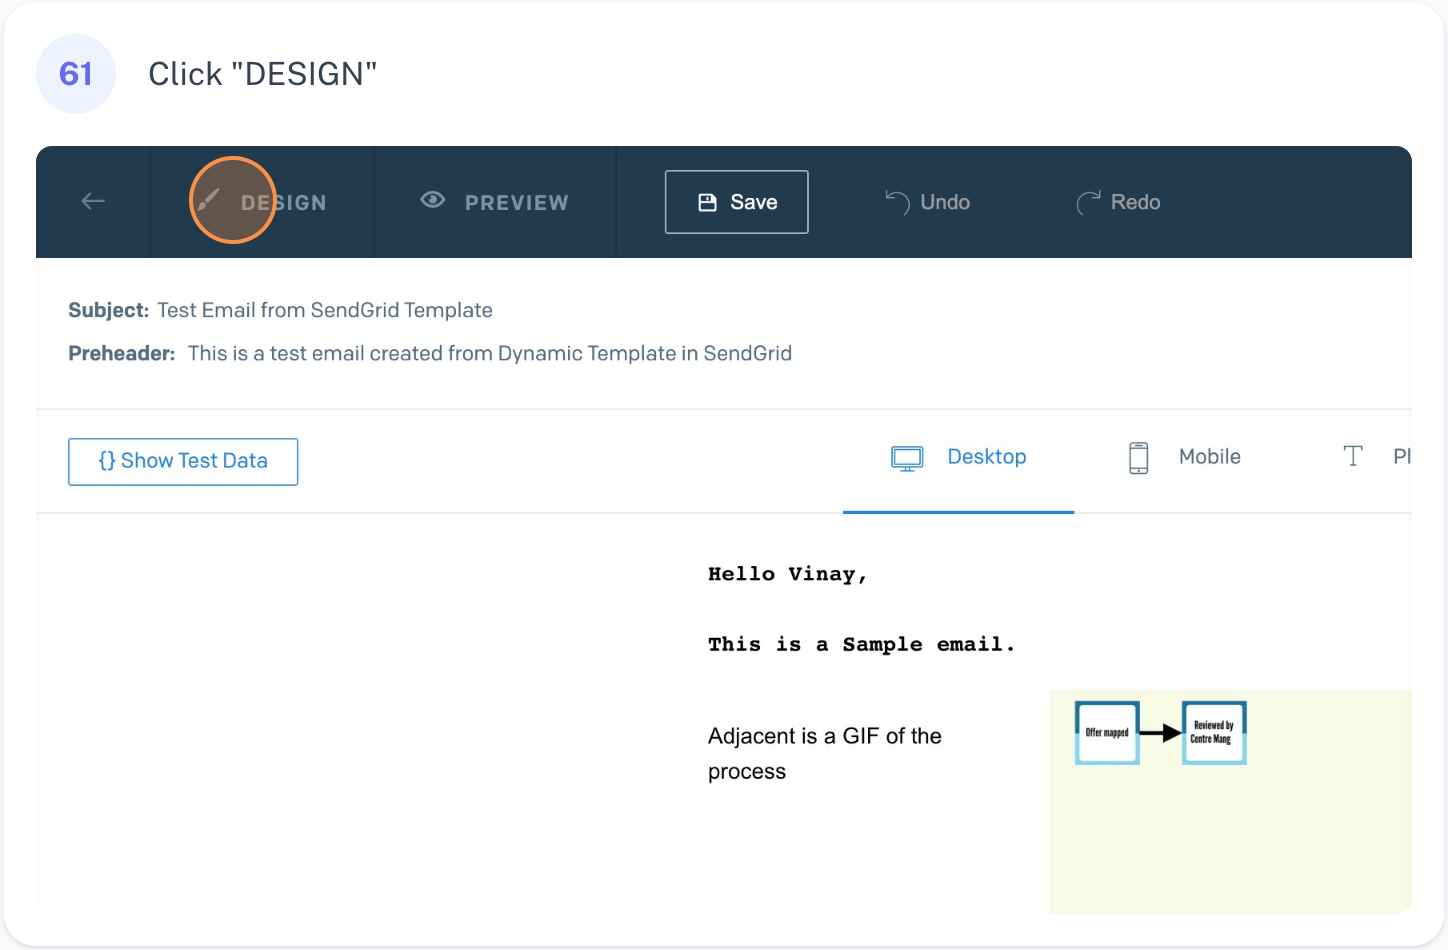 61 Click "DESIGN"
DESIGN PREVIEW Save Undo Redo
Subject: Test Email from SendGrid Template
Preheader: This is a test email created from Dynamic Template in SendGrid
{} Show Test Data Desktop Mobile Pl
Hello Vinay,
This is a Sample email.
Adjacent is a GIF of the
process
Offer mapped
Reviewed by
Centre Mang